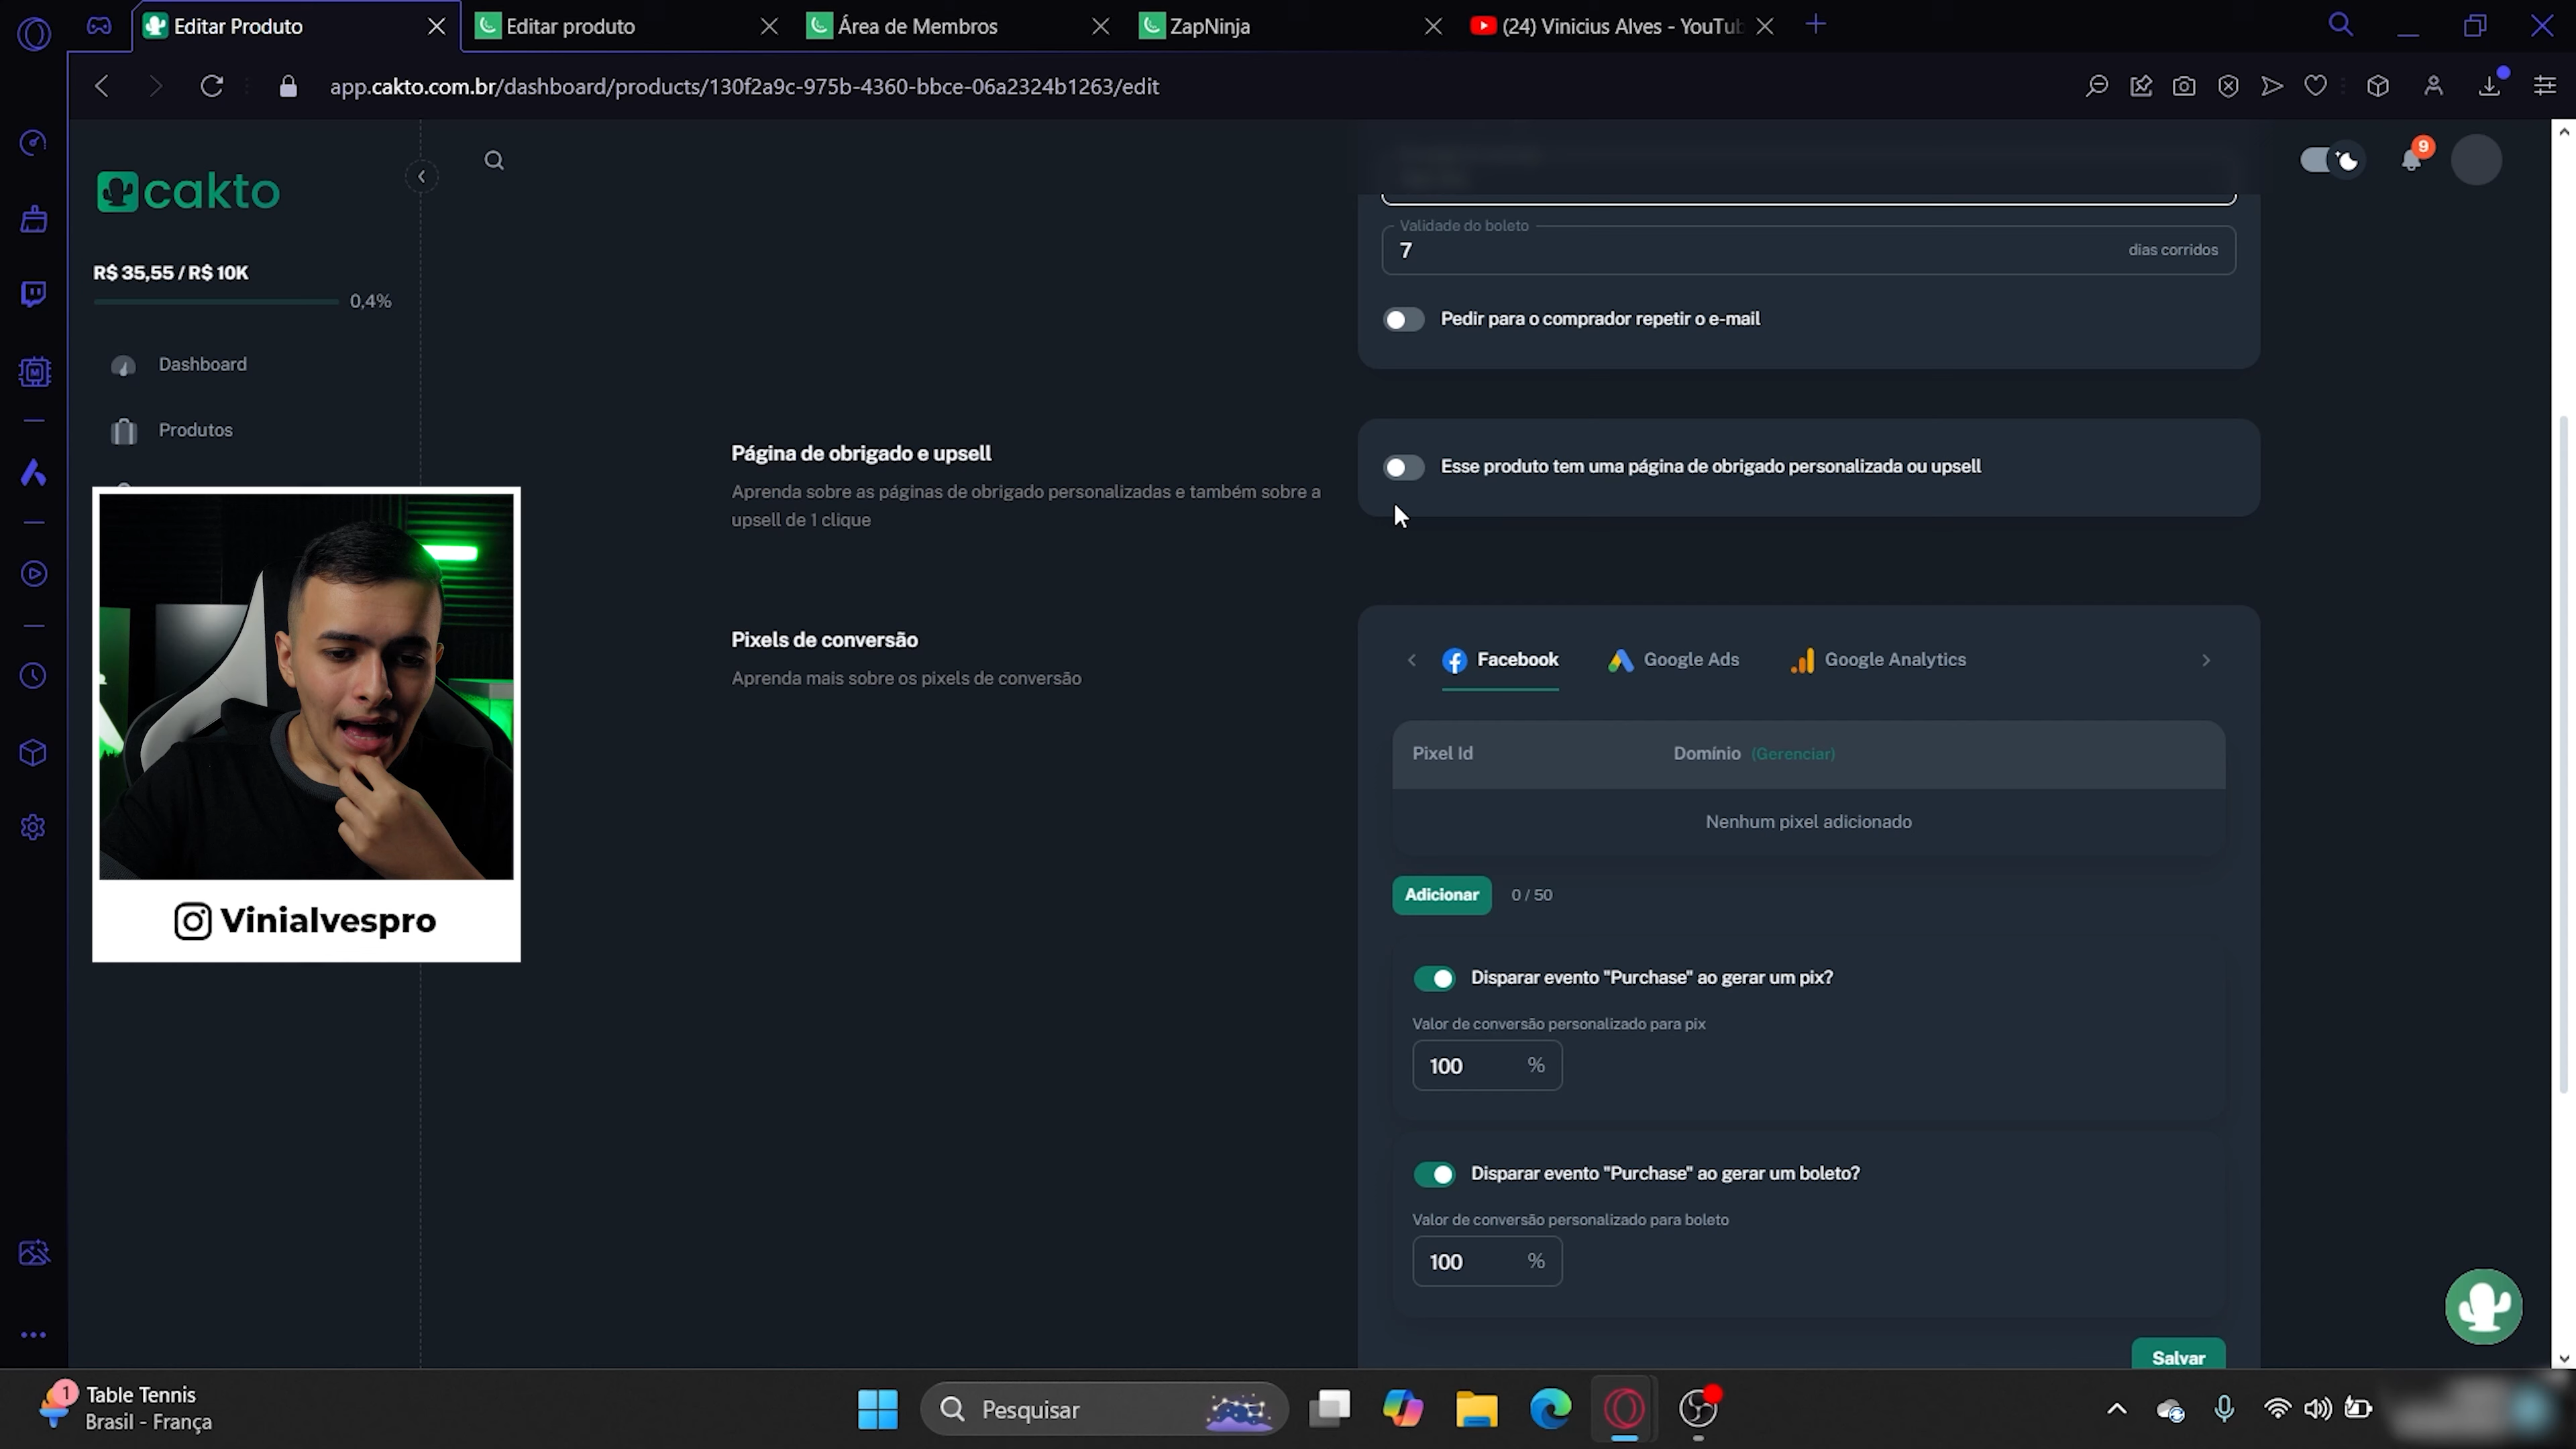 Editar Produto
Editar produto
Área de Membros
ZapNinja
(24) Vinicius Alves - YouTub
app.cakto.com.br/dashboard/products/130f2a9c-975b-4360-bbce-06a2324b1263/edit
cakto
9
R$ 35,55 / R$ 10K
0,4%
Dashboard
Produtos
Validade do boleto
7
dias corridos
Pedir para o comprador repetir o e-mail
Página de obrigado e upsell
Aprenda sobre as páginas de obrigado personalizadas e também sobre a
upsell de 1 clique
Esse produto tem uma página de obrigado personalizada ou upsell
Pixels de conversão
Aprenda mais sobre os pixels de conversão
Facebook
Google Ads
Google Analytics
Pixel Id
Domínio (Gerenciar)
Nenhum pixel adicionado
Adicionar
0 / 50
Disparar evento "Purchase" ao gerar um pix?
Valor de conversão personalizado para pix
100 %
Disparar evento "Purchase" ao gerar um boleto?
Valor de conversão personalizado para boleto
100 %
Salvar
Vinialvespro
1
Table Tennis
Brasil - França
Pesquisar